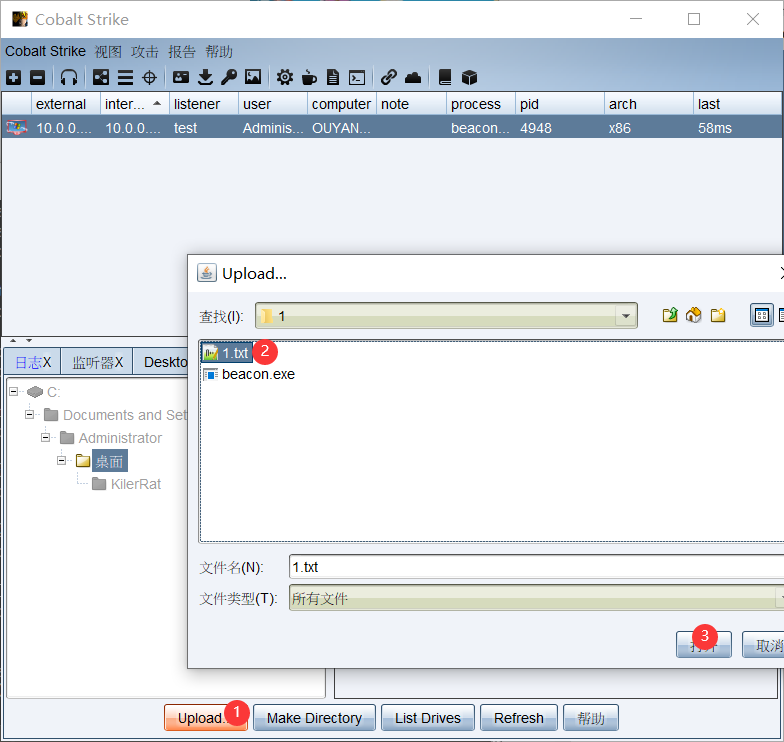 Cobalt Strike
Cobalt Strike 视图 攻击 报告 帮助
external inter... listener user computer note process pid arch last
10.0.0.... 10.0.0.... test Adminis... OUYAN... beacon... 4948 x86 58ms
Upload...
查找(I): 1
1.txt 2
beacon.exe
日志X 监听器X Deskto
C:
Documents and Set
Administrator
桌面
KilerRat
文件名(N): 1.txt
文件类型(T): 所有文件
3 取消
Upload... 1 Make Directory List Drives Refresh 帮助